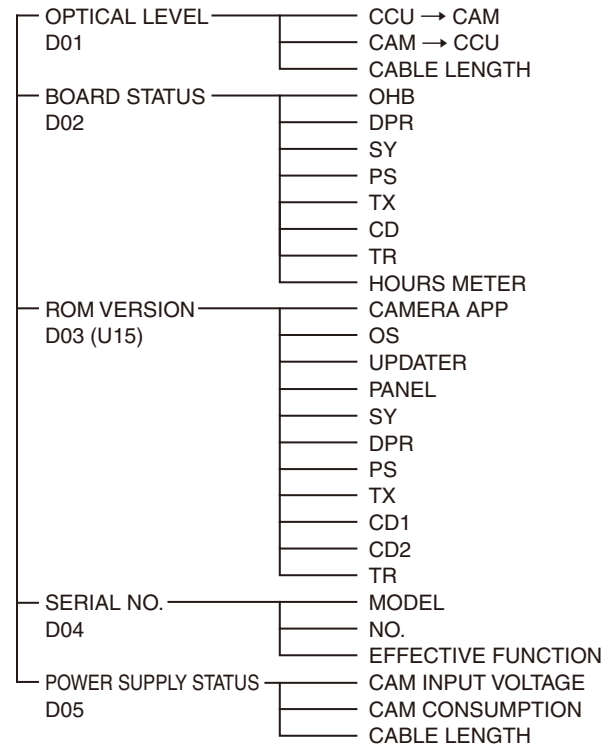 OPTICAL LEVEL
D01
CCU → CAM
CAM → CCU
CABLE LENGTH
BOARD STATUS
D02
OHB
DPR
SY
PS
TX
CD
TR
HOURS METER
ROM VERSION
D03 (U15)
CAMERA APP
OS
UPDATER
PANEL
SY
DPR
PS
TX
CD1
CD2
TR
SERIAL NO.
D04
MODEL
NO.
EFFECTIVE FUNCTION
POWER SUPPLY STATUS
D05
CAM INPUT VOLTAGE
CAM CONSUMPTION
CABLE LENGTH